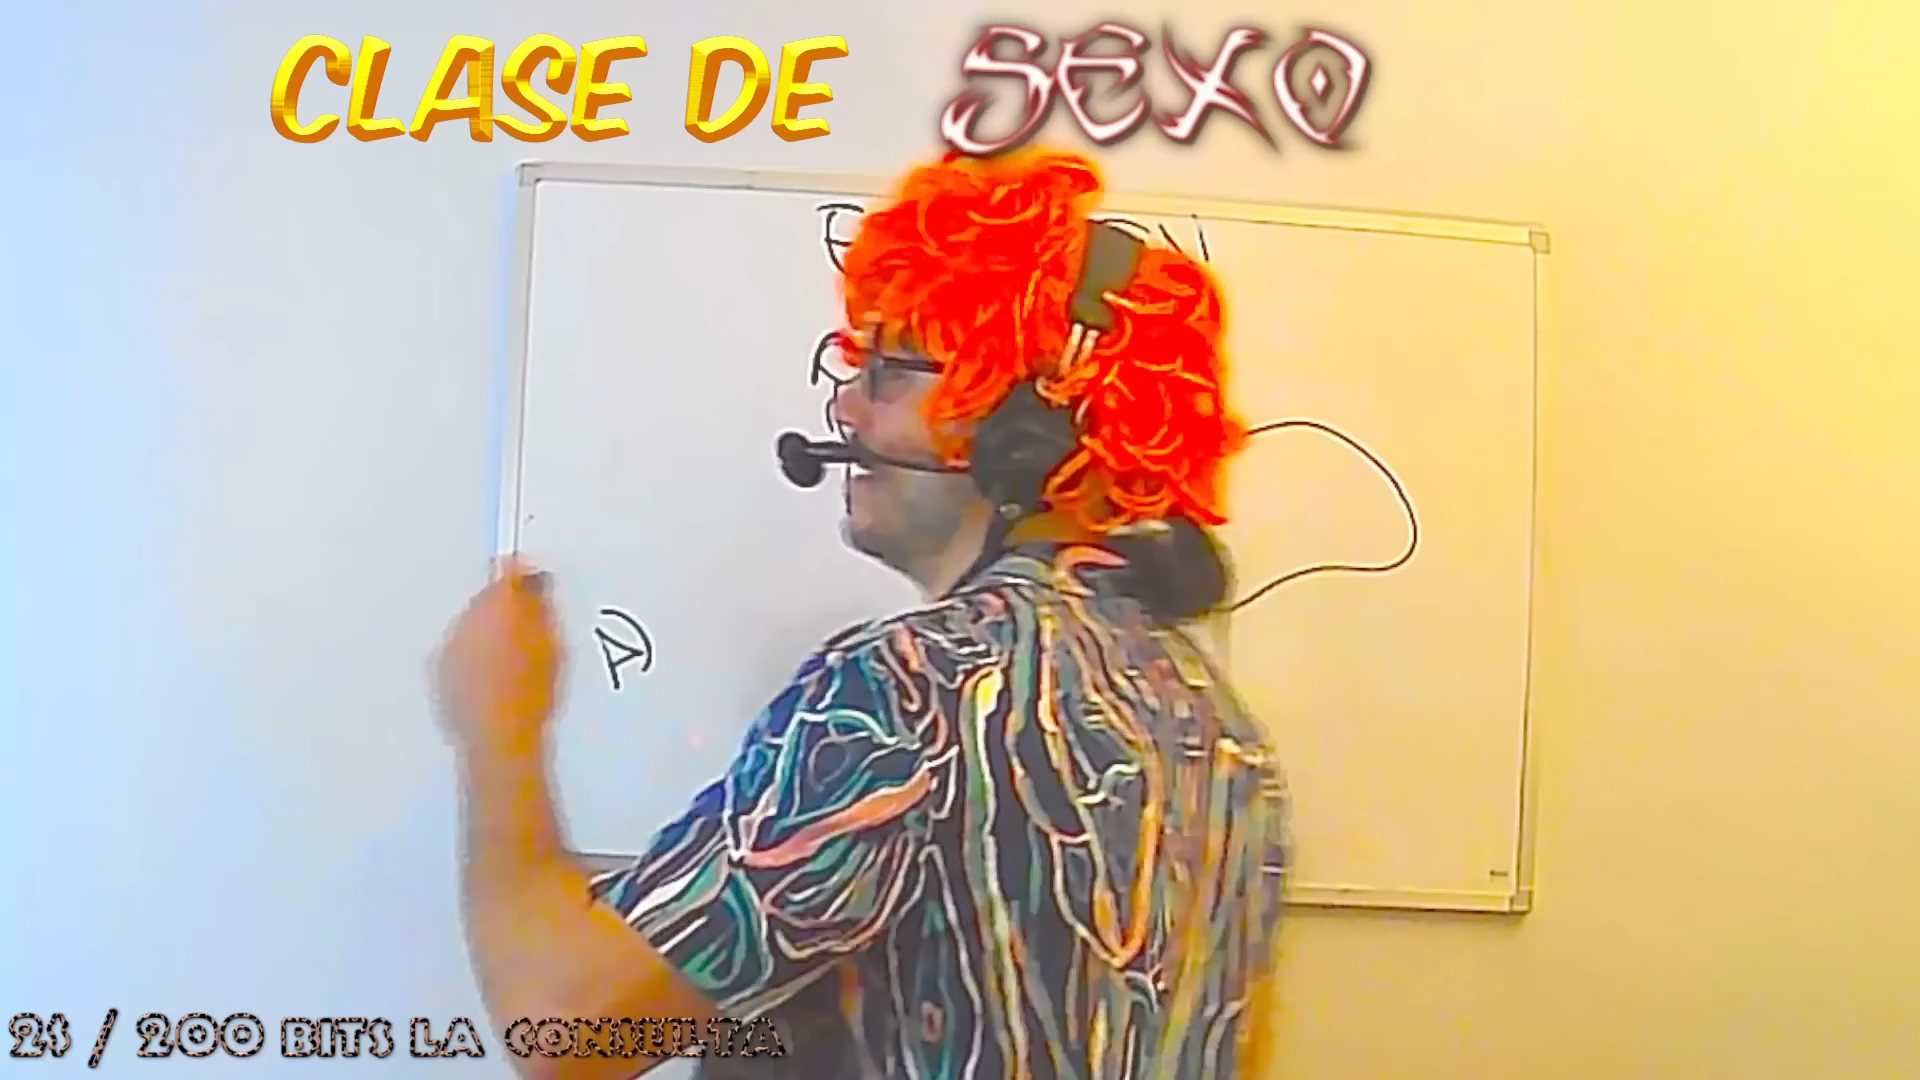 CLASE DE SEXO
A
2$ / 200 BITS LA CONSULTA